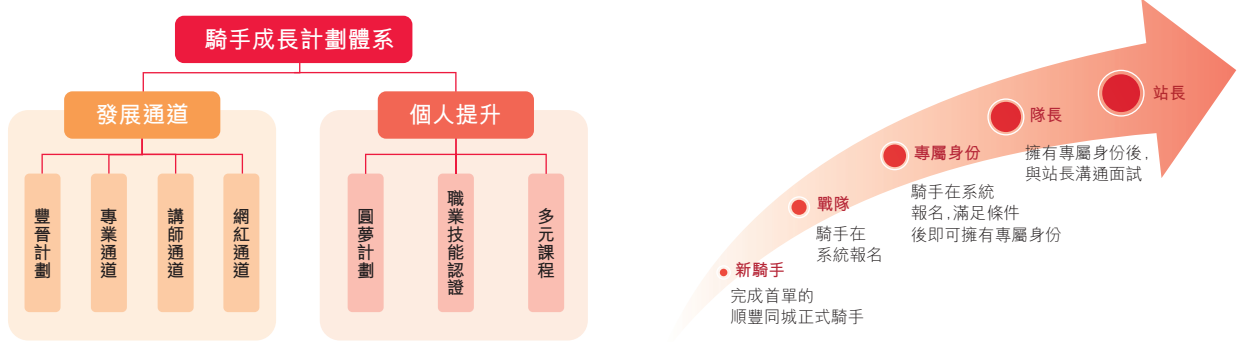 騎手成長計劃體系
發展通道
個人提升
豐晉計劃
專業通道
講師通道
網紅通道
圓夢計劃
職業技能認證
多元課程
新騎手
完成首單的
順豐同城正式騎手
戰隊
騎手在
系統報名
專屬身份
騎手在系統
報名,滿足條件
後即可擁有專屬身份
隊長
擁有專屬身份後,
與站長溝通面試
站長